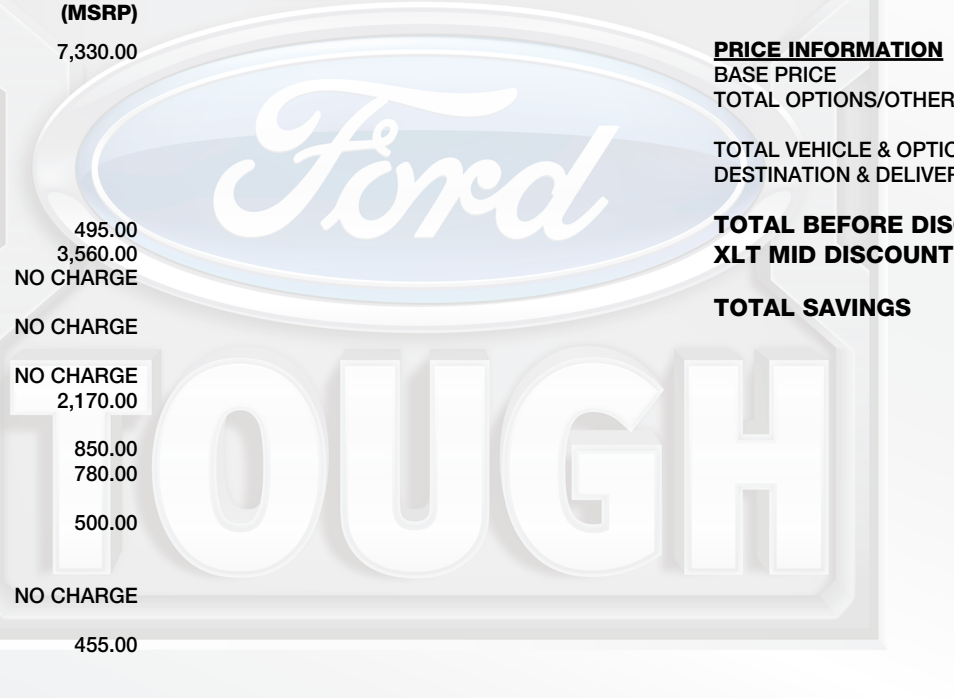 (MSRP)
7,330.00
495.00
3,560.00
NO CHARGE
NO CHARGE
NO CHARGE
2,170.00
850.00
780.00
500.00
NO CHARGE
455.00
PRICE INFORMATION
BASE PRICE
TOTAL OPTIONS/OTHER
TOTAL VEHICLE & OPTIO
DESTINATION & DELIVER
TOTAL BEFORE DIS
XLT MID DISCOUNT
TOTAL SAVINGS
Ford
TOUGH